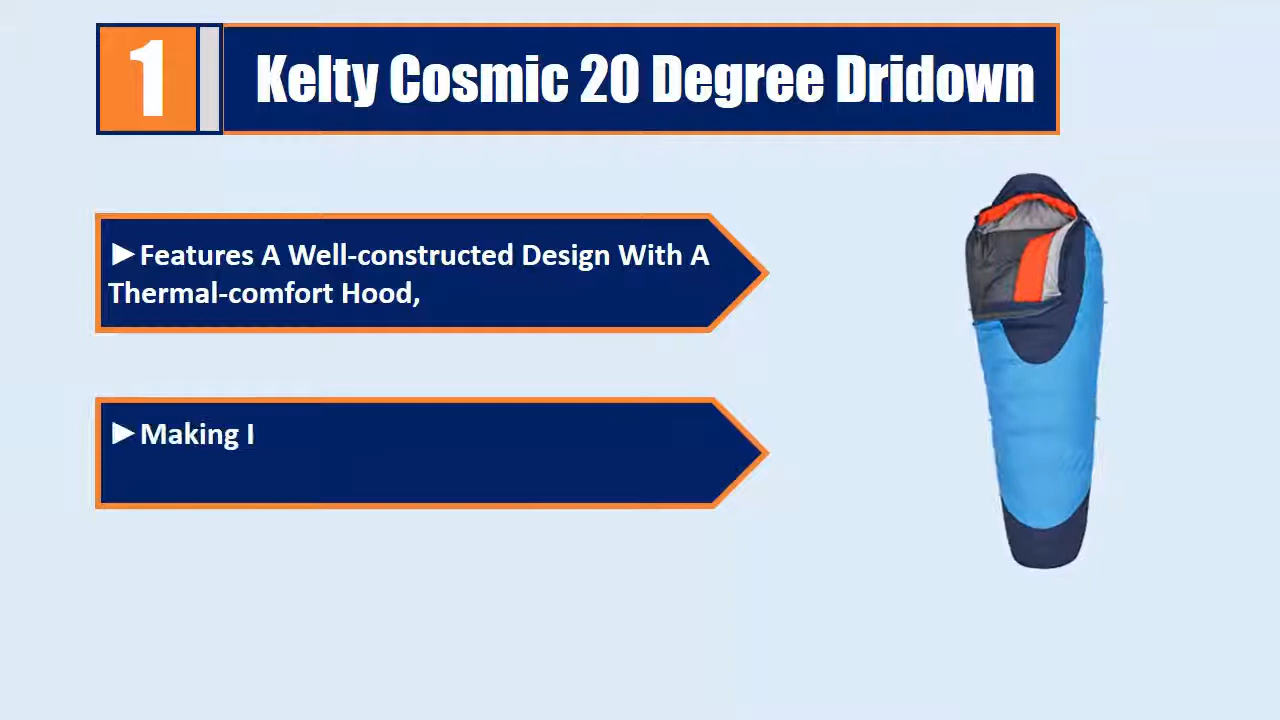 1
Kelty Cosmic 20 Degree Dridown
►Features A Well-constructed Design With A
Thermal-comfort Hood,
►Making I